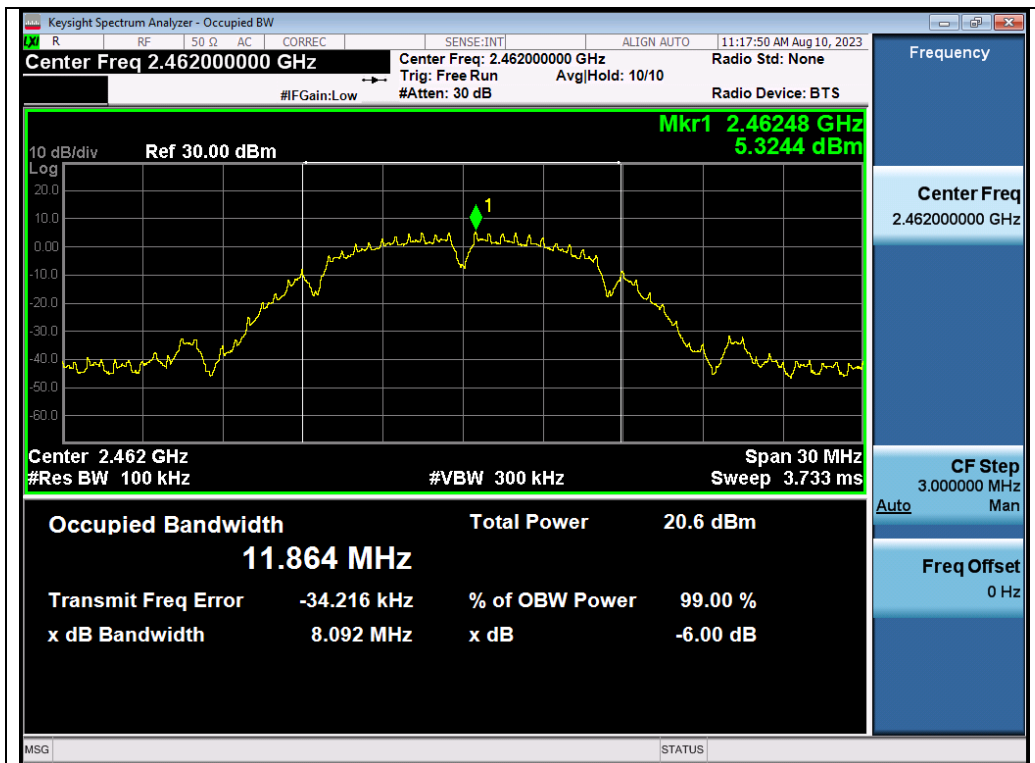 Keysight Spectrum Analyzer - Occupied BW
LXI R RF 50 Ω AC CORREC SENSE:INT ALIGN AUTO 11:17:50 AM Aug 10, 2023
Center Freq 2.462000000 GHz
Center Freq: 2.462000000 GHz
Radio Std: None
Trig: Free Run Avg|Hold: 10/10
#IFGain:Low #Atten: 30 dB Radio Device: BTS
Frequency
Mkr1 2.46248 GHz
5.3244 dBm
10 dB/div Ref 30.00 dBm
Log
20.0
10.0
0.00
-10.0
-20.0
-30.0
-40.0
-50.0
-60.0
1
Center 2.462 GHz Span 30 MHz
#Res BW 100 kHz #VBW 300 kHz Sweep 3.733 ms
Center Freq
2.462000000 GHz
CF Step
3.000000 MHz
Auto Man
Freq Offset
0 Hz
Occupied Bandwidth Total Power 20.6 dBm
11.864 MHz
Transmit Freq Error -34.216 kHz % of OBW Power 99.00 %
x dB Bandwidth 8.092 MHz x dB -6.00 dB
MSG STATUS